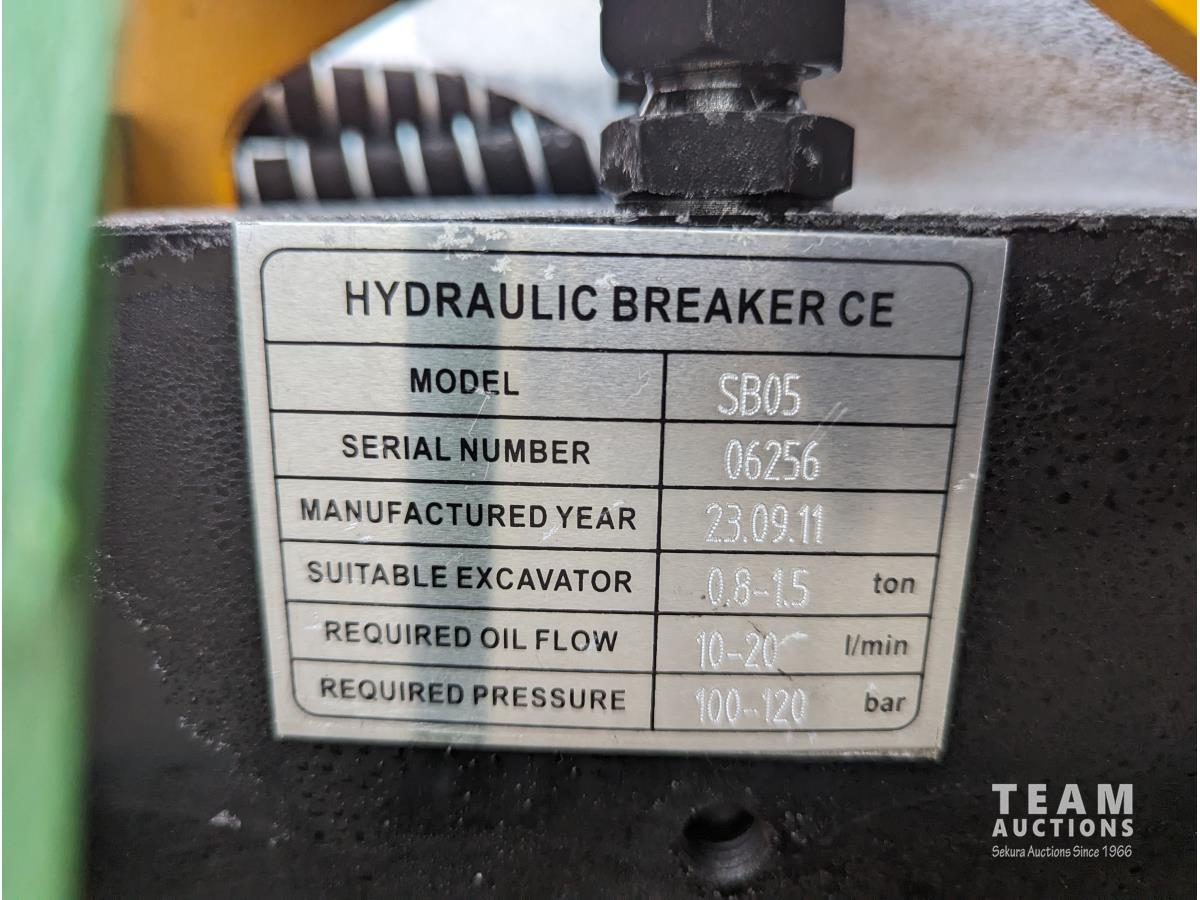 HYDRAULIC BREAKER CE
MODEL SB05
SERIAL NUMBER 06256
MANUFACTURED YEAR 23.09.11
SUITABLE EXCAVATOR 0.8-1.5 ton
REQUIRED OIL FLOW 10-20 l/min
REQUIRED PRESSURE 100-120 bar
TEAM
AUCTIONS
Sekura Auctions Since 1966